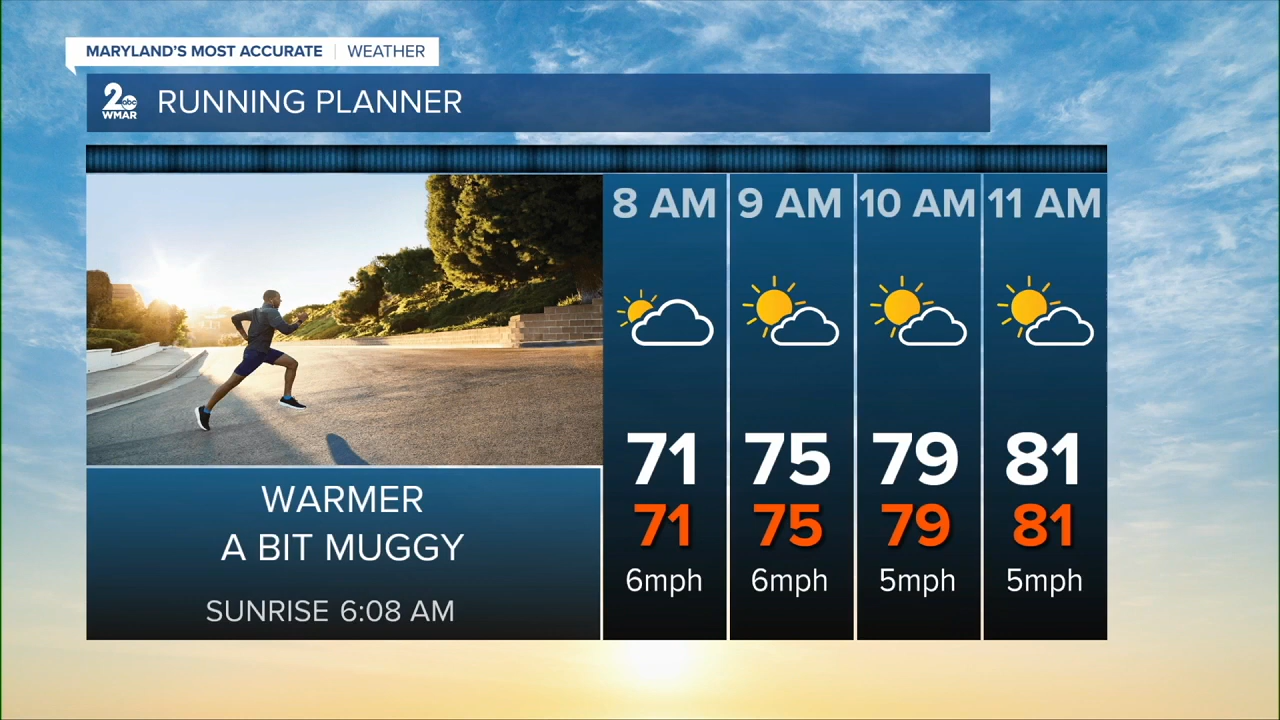 MARYLAND'S MOST ACCURATE | WEATHER
2 abc
WMAR
RUNNING PLANNER
8 AM 9 AM 10 AM 11 AM
71 75 79 81
71 75 79 81
6mph 6mph 5mph 5mph
WARMER
A BIT MUGGY
SUNRISE 6:08 AM